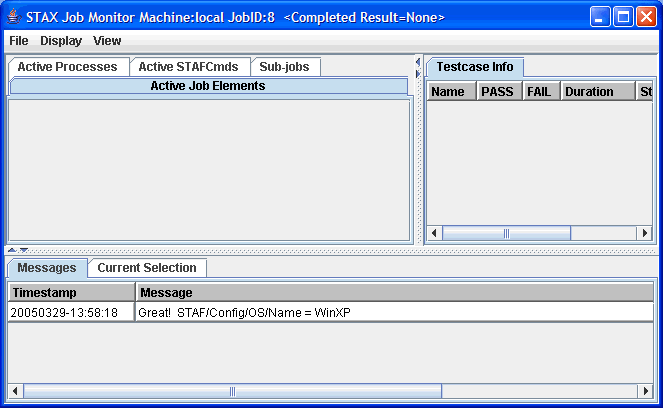 STAX Job Monitor Machine:local JobID:8  <Completed Result=None>
File Display View
Active Processes Active STAFCmds Sub-jobs
Active Job Elements
Testcase Info
Name PASS FAIL Duration St
Messages Current Selection
Timestamp Message
20050329-13:58:18 Great!  STAF/Config/OS/Name = WinXP